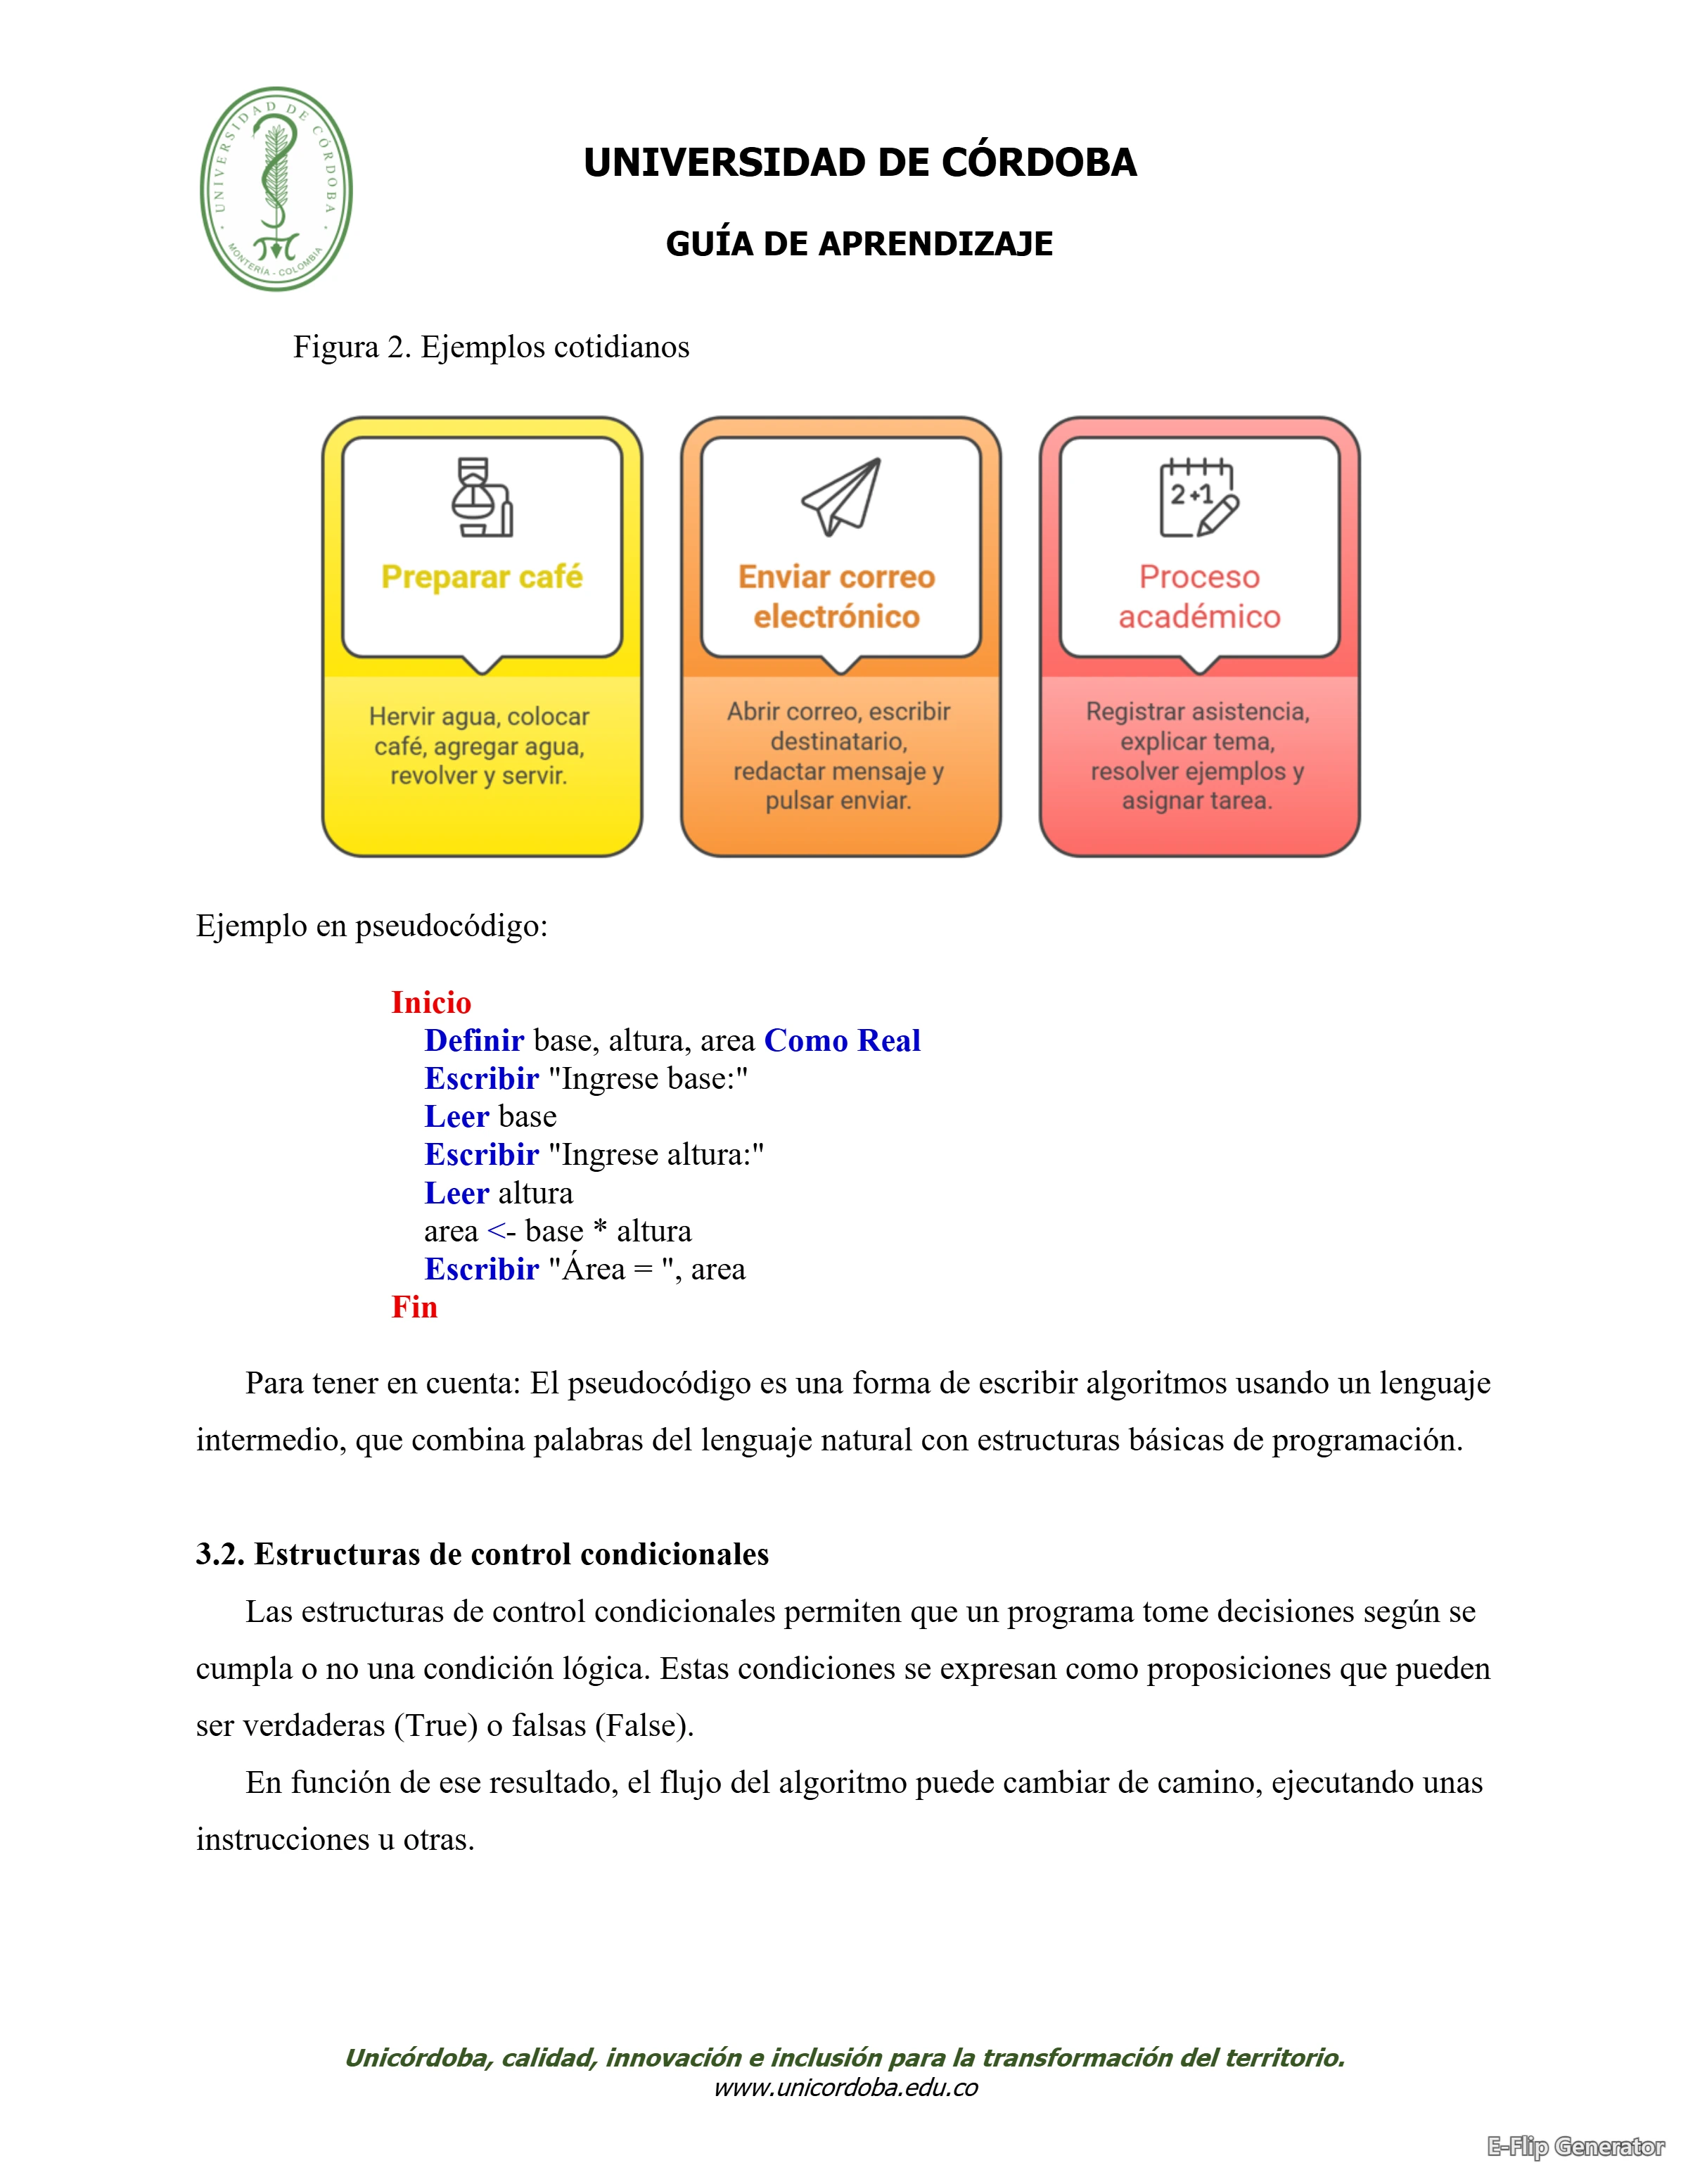 UNIVERSIDAD DE CÓRDOBA
MONTERÍA - COLOMBIA
UNIVERSIDAD DE CÓRDOBA
GUÍA DE APRENDIZAJE
Figura 2. Ejemplos cotidianos
2+1
Preparar café
Hervir agua, colocar
café, agregar agua,
revolver y servir.
Enviar correo
electrónico
Abrir correo, escribir
destinatario,
redactar mensaje y
pulsar enviar.
Proceso
académico
Registrar asistencia,
explicar tema,
resolver ejemplos y
asignar tarea.
Ejemplo en pseudocódigo:
Inicio
Definir base, altura, area Como Real
Escribir "Ingrese base:"
Leer base
Escribir "Ingrese altura:"
Leer altura
area <- base * altura
Escribir "Área = ", area
Fin
Para tener en cuenta: El pseudocódigo es una forma de escribir algoritmos usando un lenguaje
intermedio, que combina palabras del lenguaje natural con estructuras básicas de programación.
3.2. Estructuras de control condicionales
Las estructuras de control condicionales permiten que un programa tome decisiones según se
cumpla o no una condición lógica. Estas condiciones se expresan como proposiciones que pueden
ser verdaderas (True) o falsas (False).
En función de ese resultado, el flujo del algoritmo puede cambiar de camino, ejecutando unas
instrucciones u otras.
Unicórdoba, calidad, innovación e inclusión para la transformación del territorio.
www.unicordoba.edu.co
E-Flip Generator